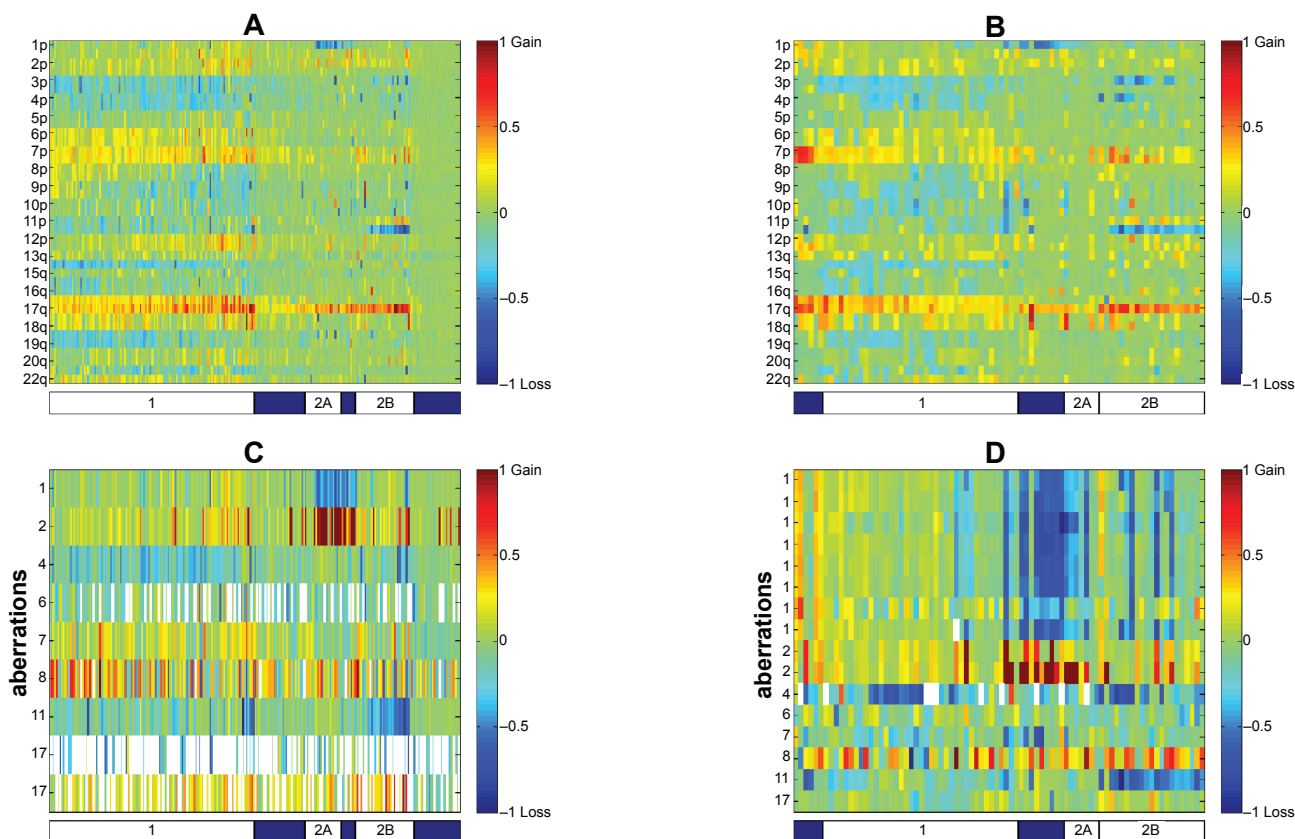 A
1p
2p
3p
4p
5p
6p
7p
8p
9p
10p
11p
12p
13q
15q
16q
17q
18q
19q
20q
22q
1 Gain
0.5
0
−0.5
−1 Loss
1 2A 2B
B
1p
2p
3p
4p
5p
6p
7p
8p
9p
10p
11p
12p
13q
15q
16q
17q
18q
19q
20q
22q
1 Gain
0.5
0
−0.5
−1 Loss
1 2A 2B
C
aberrations
1
2
4
6
7
8
11
17
17
1 Gain
0.5
0
−0.5
−1 Loss
1 2A 2B
D
aberrations
1
1
1
1
1
1
1
1
2
2
4
6
7
8
11
17
1 Gain
0.5
0
−0.5
−1 Loss
1 2A 2B